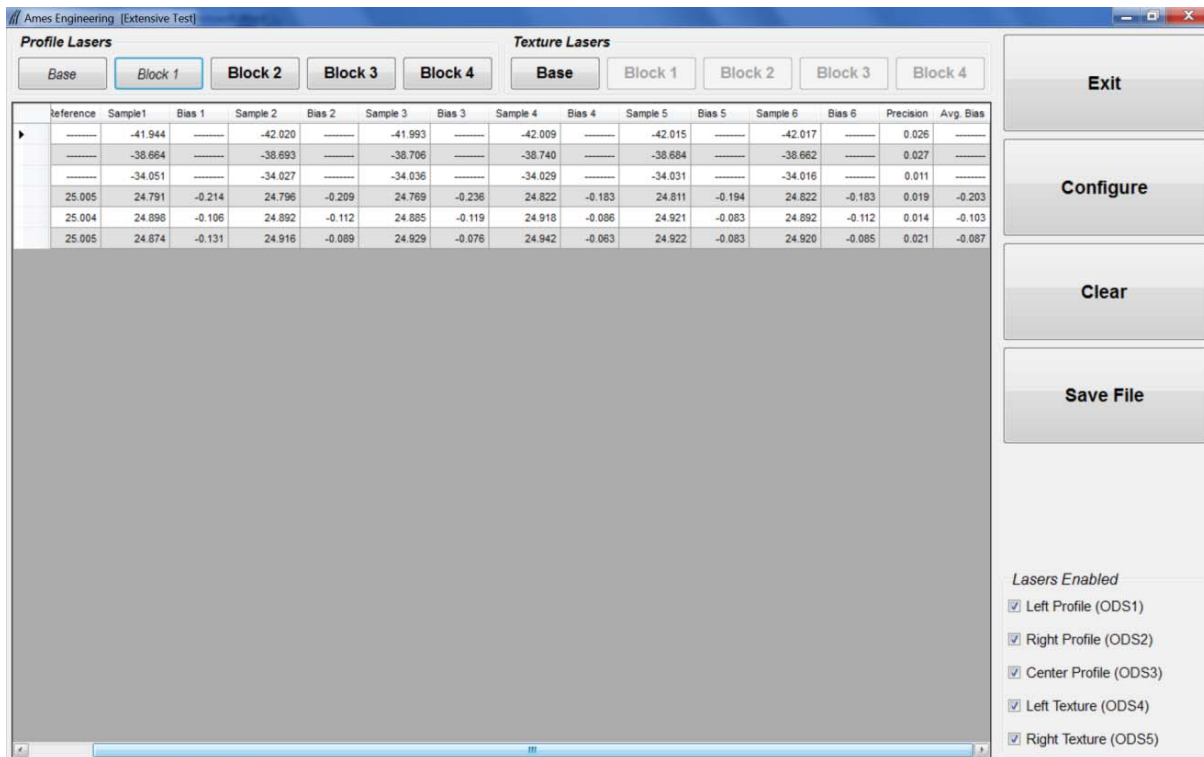 Ames Engineering [Extensive Test]
Profile Lasers Texture Lasers
Base Block 1 Block 2 Block 3 Block 4 Base Block 1 Block 2 Block 3 Block 4
Reference Sample1 Bias 1 Sample 2 Bias 2 Sample 3 Bias 3 Sample 4 Bias 4 Sample 5 Bias 5 Sample 6 Bias 6 Precision Avg. Bias
-------- -41.944 -------- -42.020 -------- -41.993 -------- -42.009 -------- -42.015 -------- -42.017 -------- 0.026 --------
-------- -38.664 -------- -38.693 -------- -38.706 -------- -38.740 -------- -38.684 -------- -38.662 -------- 0.027 --------
-------- -34.051 -------- -34.027 -------- -34.036 -------- -34.029 -------- -34.031 -------- -34.016 -------- 0.011 --------
25.005 24.791 -0.214 24.796 -0.209 24.769 -0.236 24.822 -0.183 24.811 -0.194 24.822 -0.183 0.019 -0.203
25.004 24.898 -0.106 24.892 -0.112 24.885 -0.119 24.918 -0.086 24.921 -0.083 24.892 -0.112 0.014 -0.103
25.005 24.874 -0.131 24.916 -0.089 24.929 -0.076 24.942 -0.063 24.922 -0.083 24.920 -0.085 0.021 -0.087
Exit
Configure
Clear
Save File
Lasers Enabled
Left Profile (ODS1)
Right Profile (ODS2)
Center Profile (ODS3)
Left Texture (ODS4)
Right Texture (ODS5)